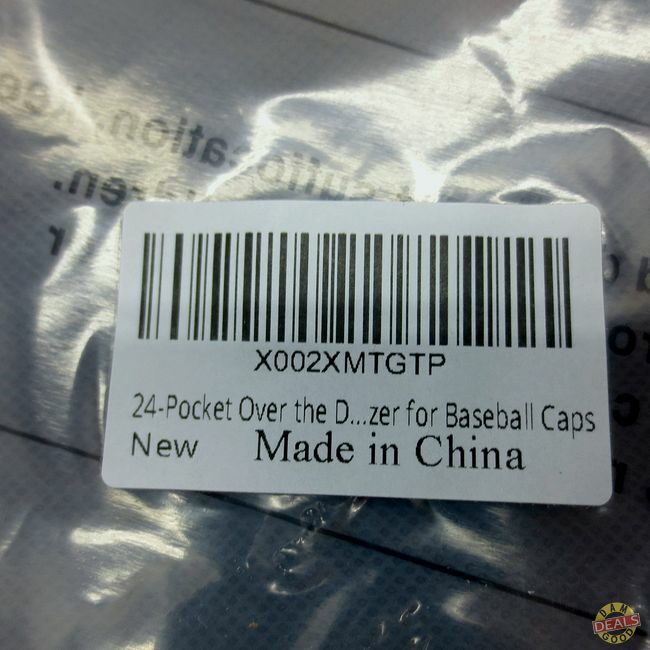 X002XMTGTP
24-Pocket Over the D...zer for Baseball Caps
New Made in China
DAM
DEALS
GOOD